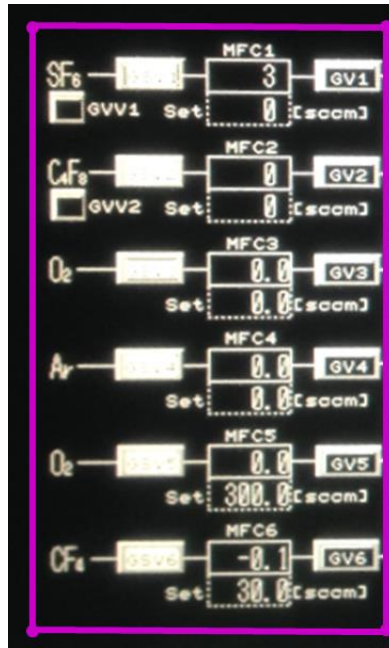 MFC1
SF₆ 3 GV1
GVV1 Set 0 [sccm]
MFC2
C₄F₈ 0 GV2
GVV2 Set 0 [sccm]
MFC3
O₂ 0.0 GV3
Set 0.0 [sccm]
MFC4
Ar GSV4 0.0 GV4
Set 0.0 [sccm]
MFC5
O₂ GSV5 0.0 GV5
Set 300.0 [sccm]
MFC6
CF₄ GSV6 -0.1 GV6
Set 30.0 [sccm]